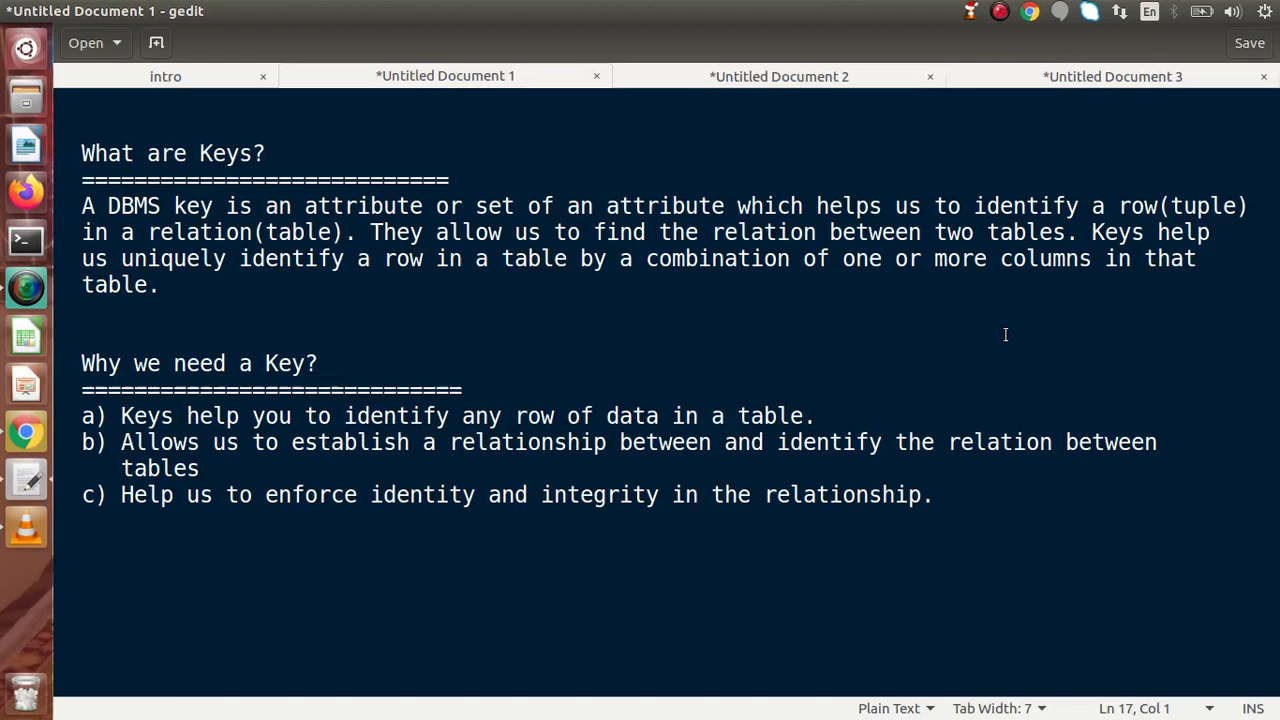 *Untitled Document 1 - gedit
En
Open
Save
intro
*Untitled Document 1
*Untitled Document 2
*Untitled Document 3
What are Keys?
============================
A DBMS key is an attribute or set of an attribute which helps us to identify a row(tuple)
in a relation(table). They allow us to find the relation between two tables. Keys help
us uniquely identify a row in a table by a combination of one or more columns in that
table.
Why we need a Key?
=============================
a) Keys help you to identify any row of data in a table.
b) Allows us to establish a relationship between and identify the relation between
tables
c) Help us to enforce identity and integrity in the relationship.
Plain Text
Tab Width: 7
Ln 17, Col 1
INS